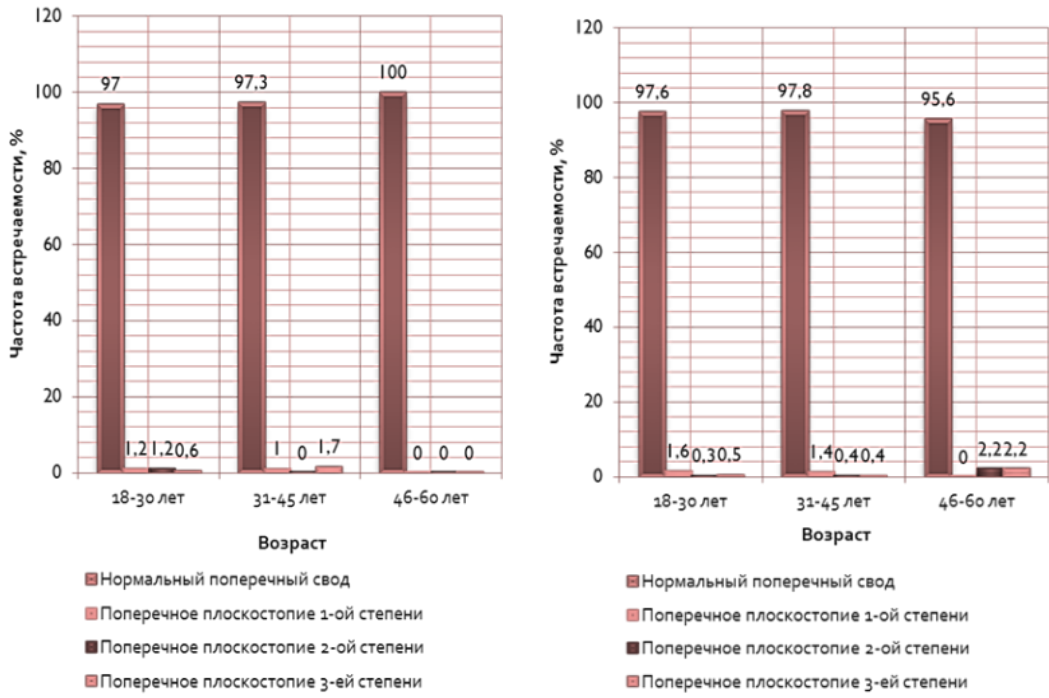 120
100
80
60
40
20
0
Частота встречаемости, %
97
1,2
1,2
0,6
97,3
1
0
1,7
100
0
0
0
18-30 лет
31-45 лет
46-60 лет
Возраст
Нормальный поперечный свод
Поперечное плоскостопие 1-ой степени
Поперечное плоскостопие 2-ой степени
Поперечное плоскостопие 3-ей степени
120
100
80
60
40
20
0
Частота встречаемости, %
97,6
1,6
0,3
0,5
97,8
1,4
0,4
0,4
95,6
0
2,2
2,2
18-30 лет
31-45 лет
46-60 лет
Возраст
Нормальный поперечный свод
Поперечное плоскостопие 1-ой степени
Поперечное плоскостопие 2-ой степени
Поперечное плоскостопие 3-ей степени